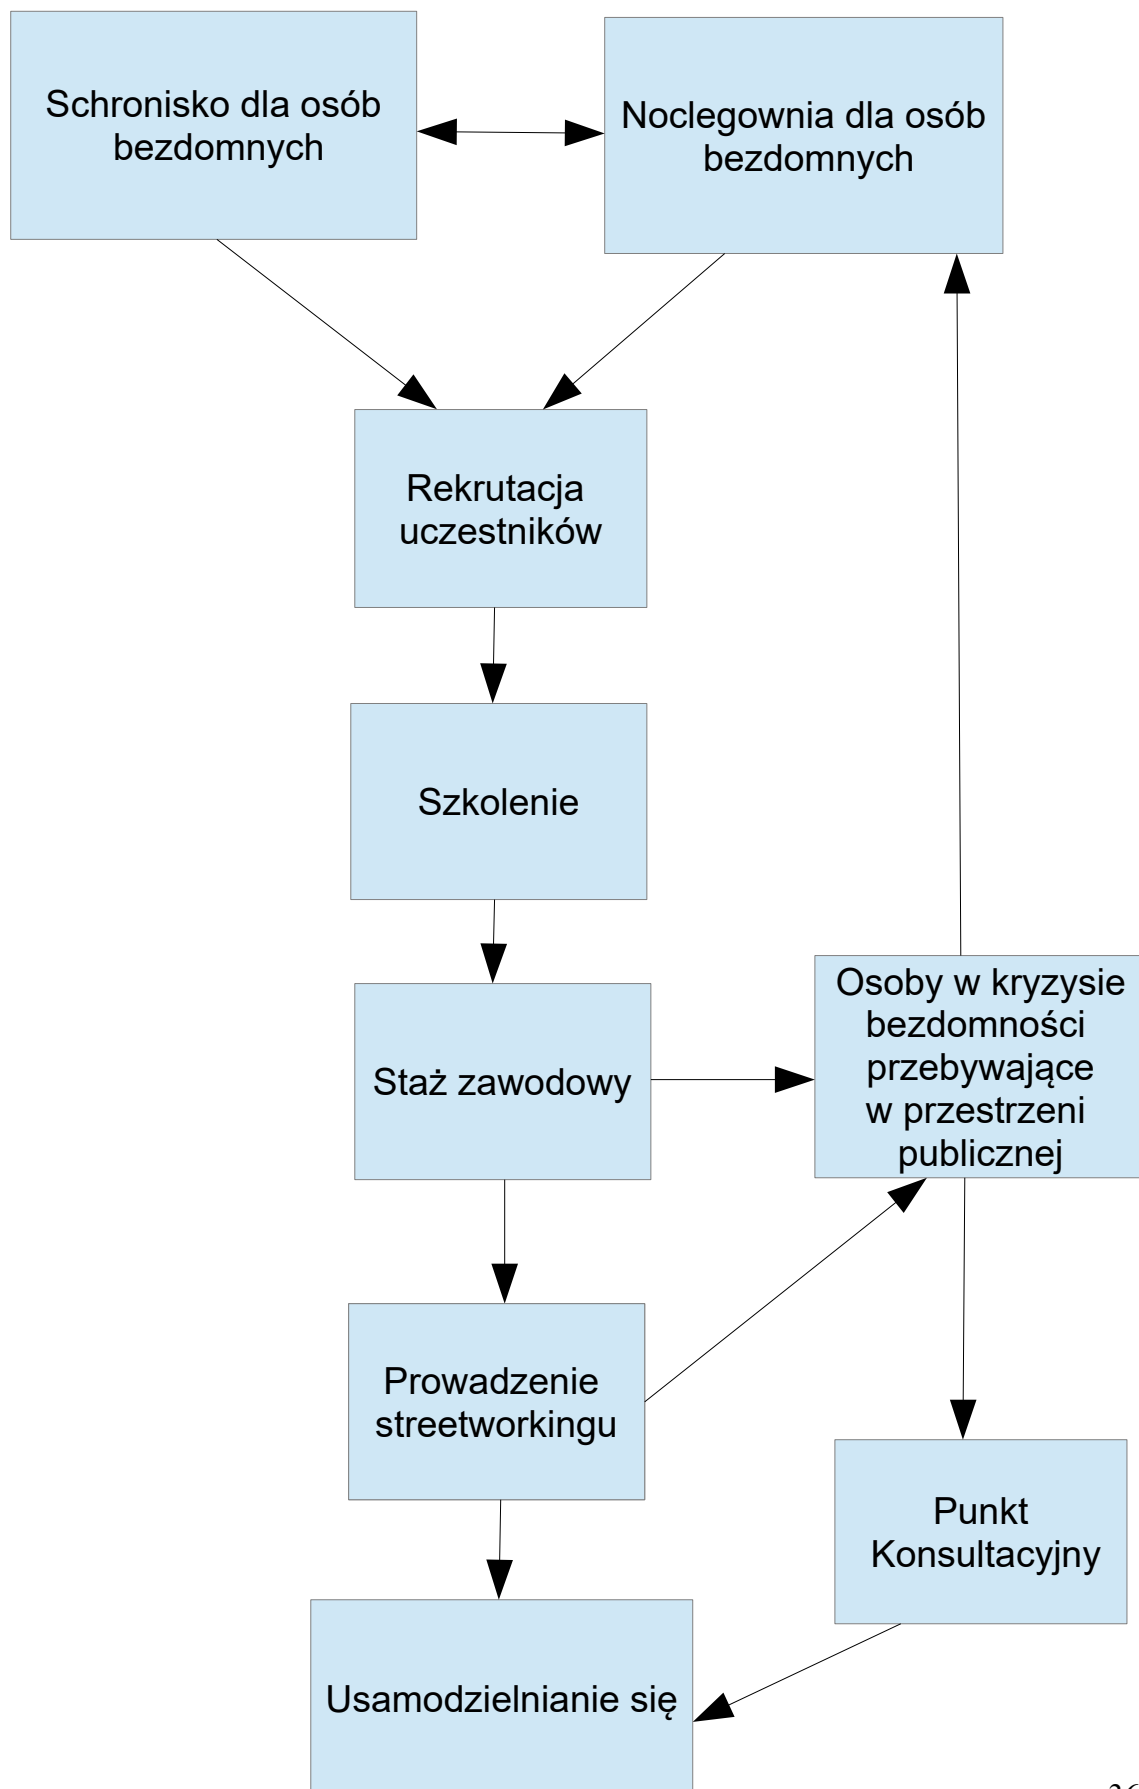 Schronisko dla osób
bezdomnych
Noclegownia dla osób
bezdomnych
Rekrutacja
uczestników
Szkolenie
Staż zawodowy
Osoby w kryzysie
bezdomności
przebywające
w przestrzeni
publicznej
Prowadzenie
streetworkingu
Punkt
Konsultacyjny
Usamodzielnianie się